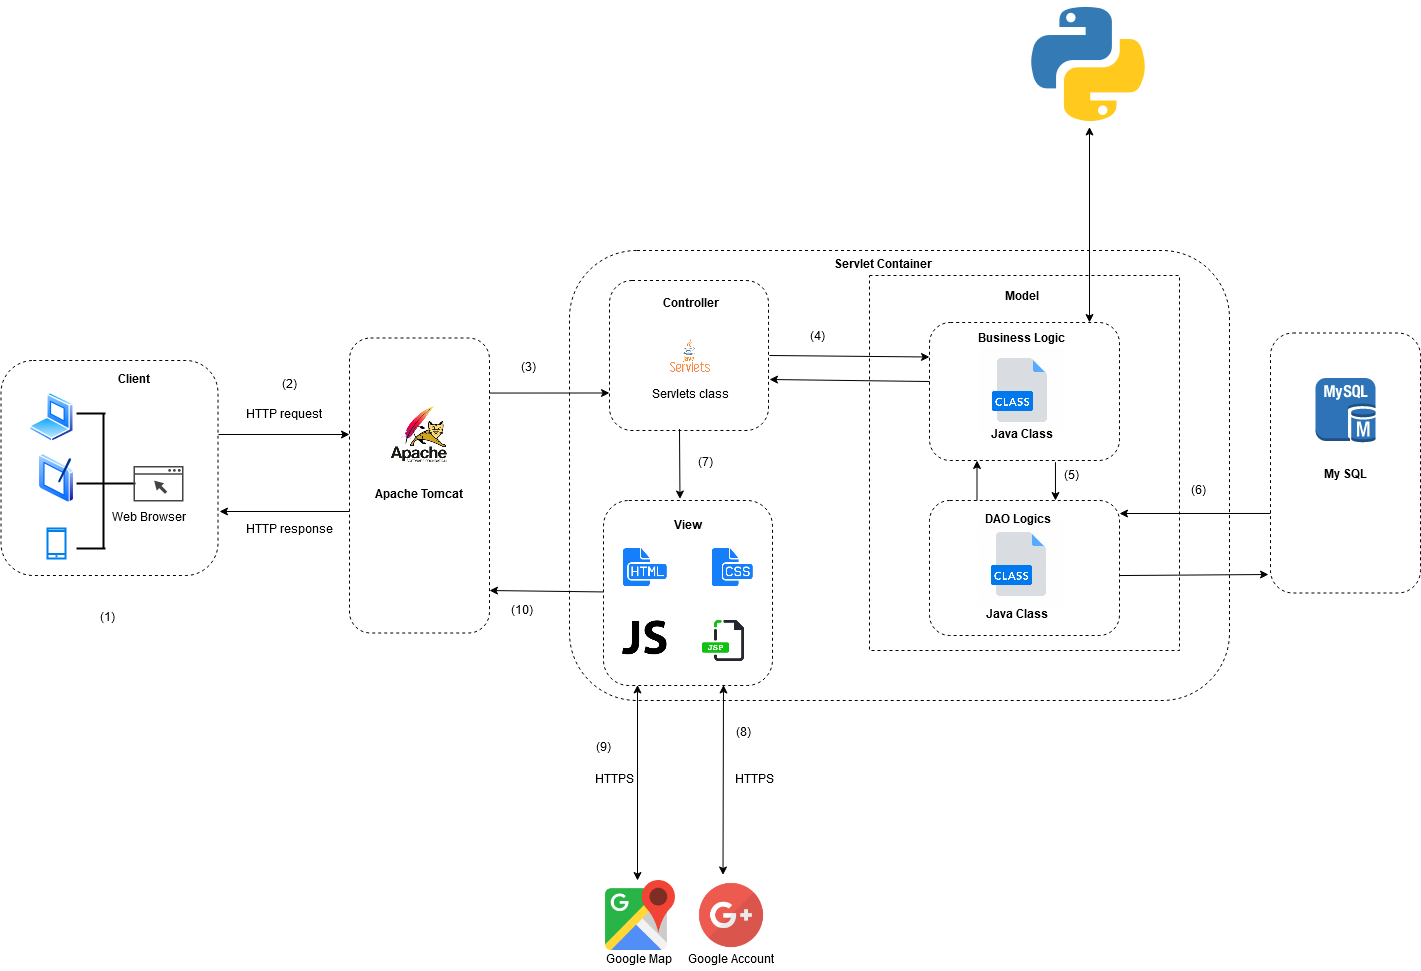 Servlet Container
Model
Controller
Java
Servlets
Servlets class
(4)
Business Logic
CLASS
Java Class
Client
(2)
HTTP request
(3)
Apache
Apache Tomcat
HTTP response
Web Browser
(1)
MySQL
M
My SQL
(7)
(5)
(6)
View
HTML
CSS
JS
JSP
DAO Logics
CLASS
Java Class
(10)
(9)
HTTPS
(8)
HTTPS
G
G+
Google Map
Google Account